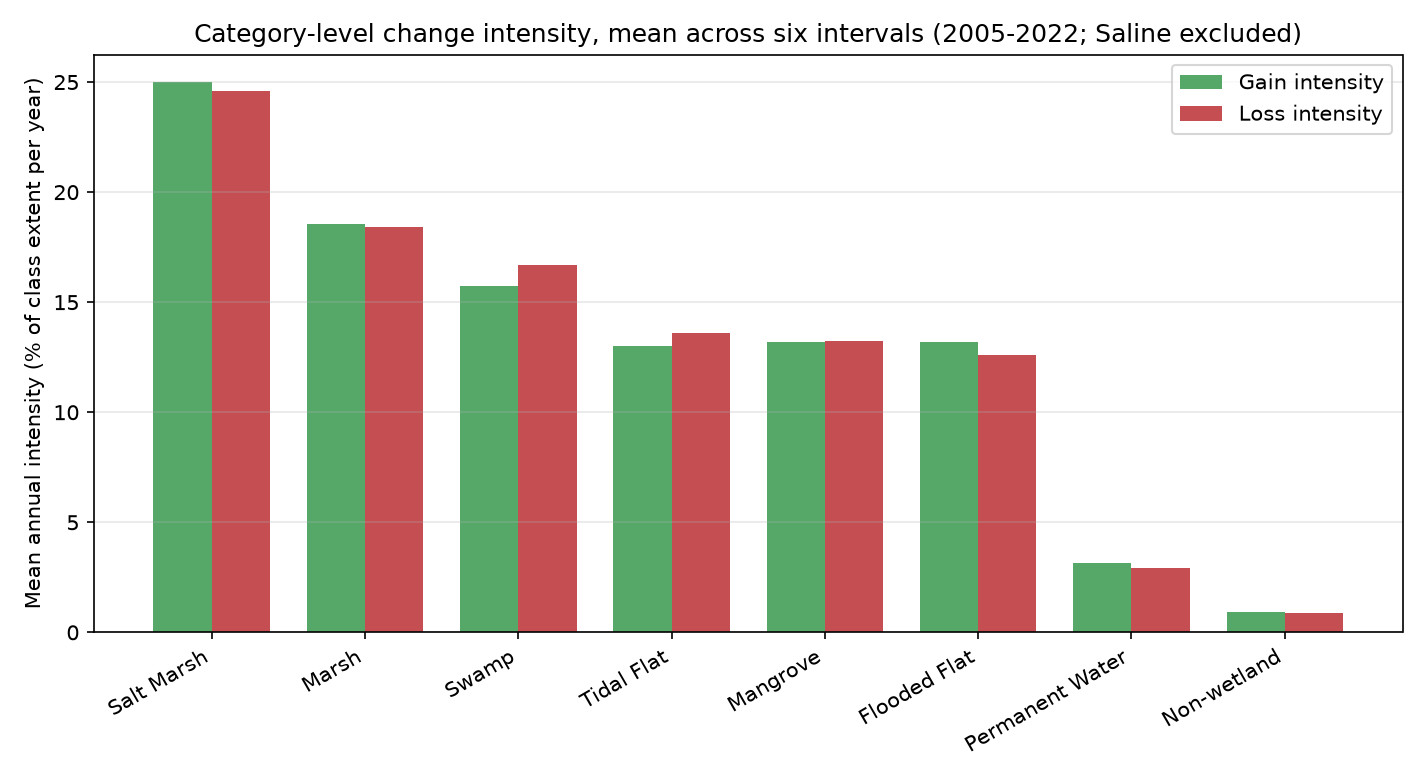 Category-level change intensity, mean across six intervals (2005-2022; Saline excluded)
Gain intensity
Loss intensity
Mean annual intensity (% of class extent per year)
25
20
15
10
5
0
Salt Marsh
Marsh
Swamp
Tidal Flat
Mangrove
Flooded Flat
Permanent Water
Non-wetland